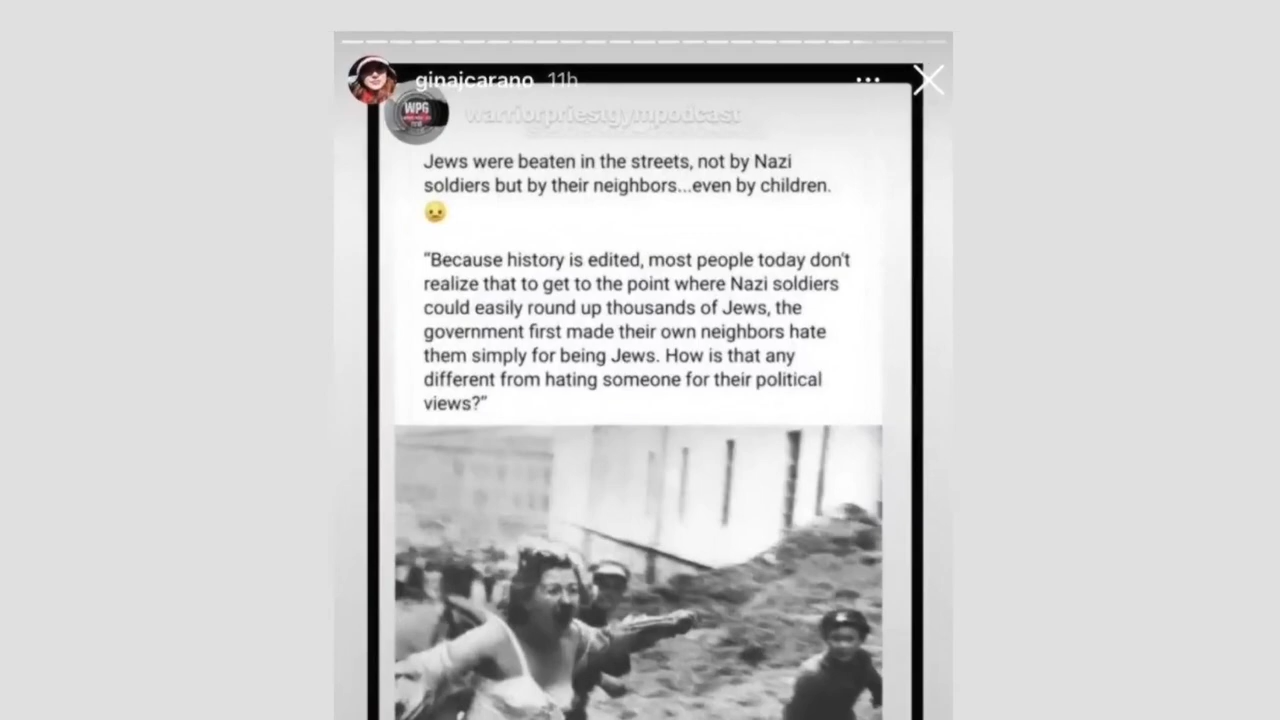 ginajcarano 11h
WPG
warriorpriestgympodcast
Jews were beaten in the streets, not by Nazi
soldiers but by their neighbors...even by children.
😟
“Because history is edited, most people today don't
realize that to get to the point where Nazi soldiers
could easily round up thousands of Jews, the
government first made their own neighbors hate
them simply for being Jews. How is that any
different from hating someone for their political
views?”